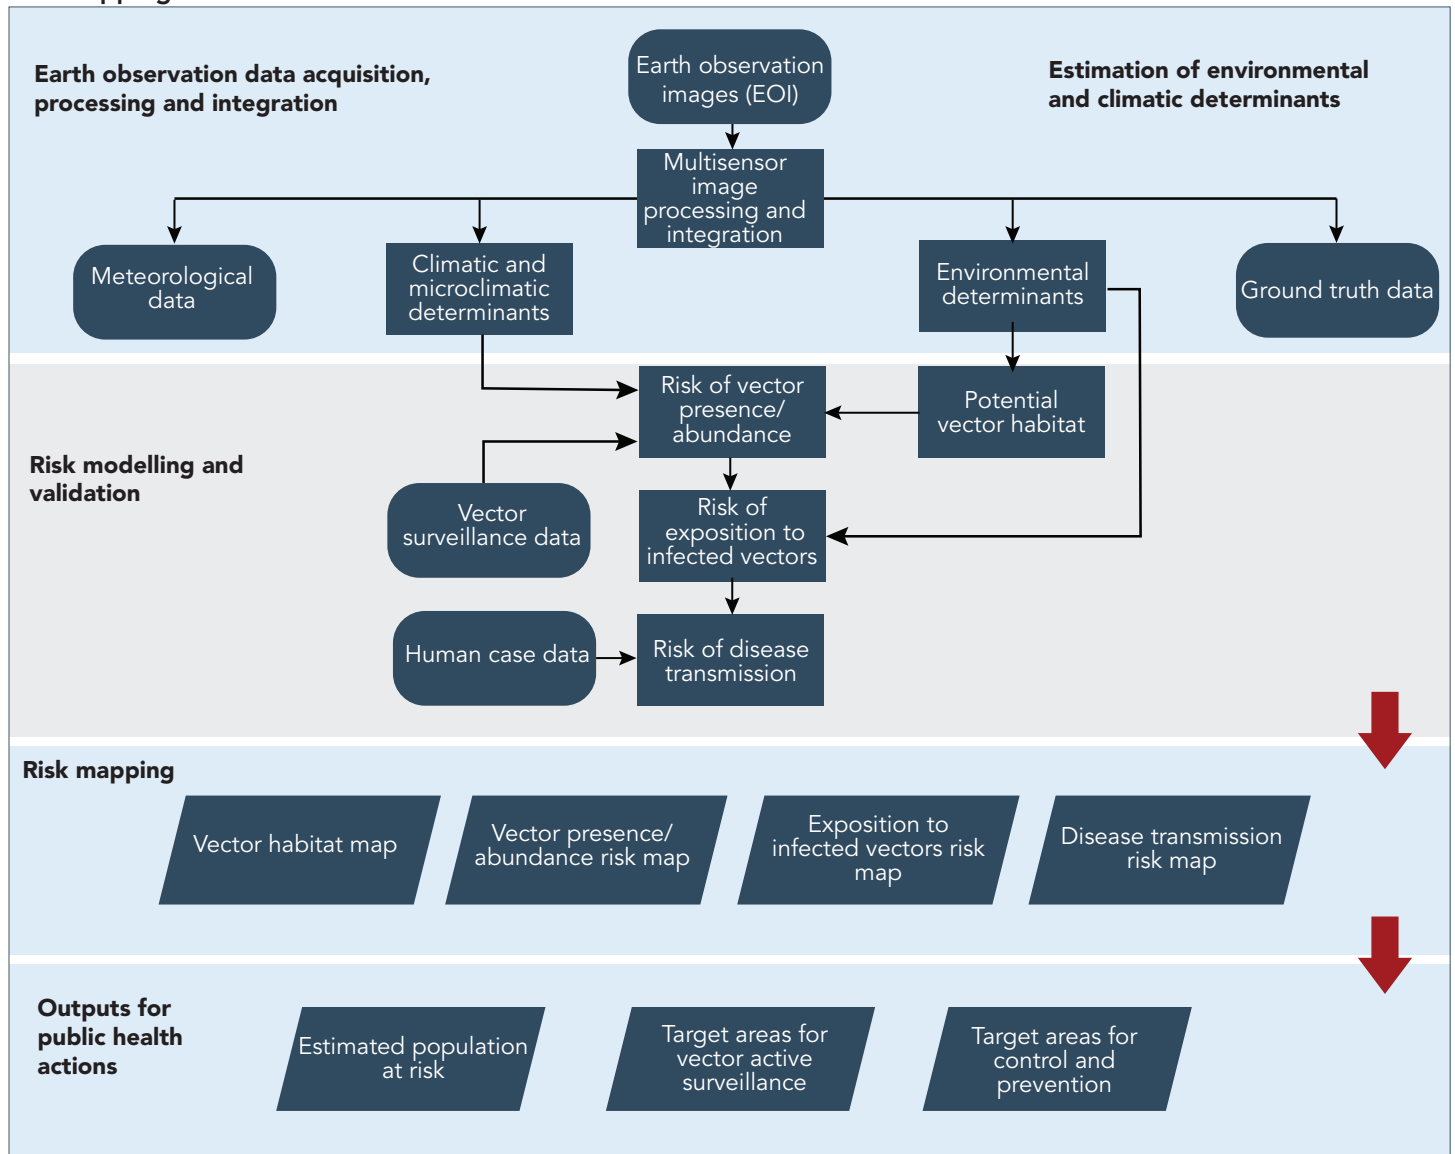 Earth observation data acquisition,
processing and integration
Earth observation
images (EOI)
Estimation of environmental
and climatic determinants
Multisensor
image
processing and
integration
Meteorological
data
Climatic and
microclimatic
determinants
Environmental
determinants
Ground truth data
Risk modelling and
validation
Risk of vector
presence/
abundance
Potential
vector habitat
Vector
surveillance data
Risk of
exposition to
infected vectors
Human case data
Risk of disease
transmission
Risk mapping
Vector habitat map
Vector presence/
abundance risk map
Exposition to
infected vectors risk
map
Disease transmission
risk map
Outputs for
public health
actions
Estimated population
at risk
Target areas for
vector active
surveillance
Target areas for
control and
prevention